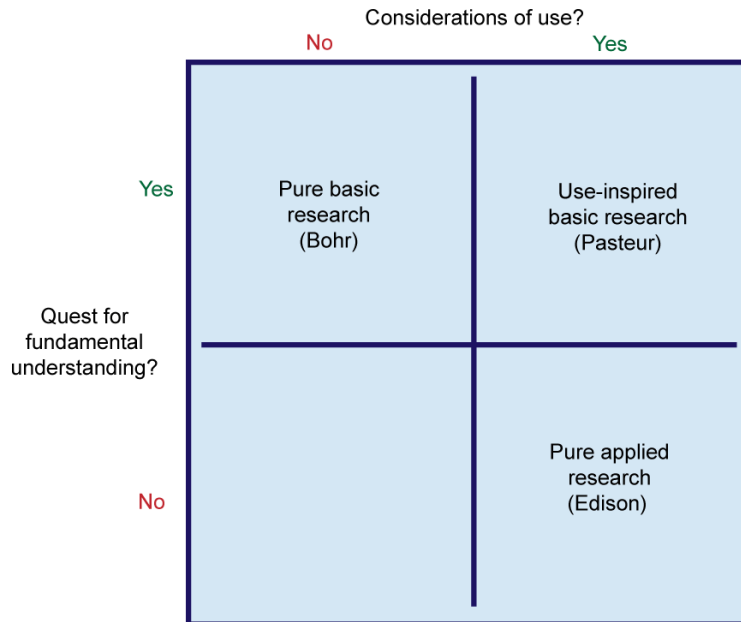 Considerations of use?
No
Yes
Yes
Pure basic
research
(Bohr)
Use-inspired
basic research
(Pasteur)
Quest for
fundamental
understanding?
No
Pure applied
research
(Edison)